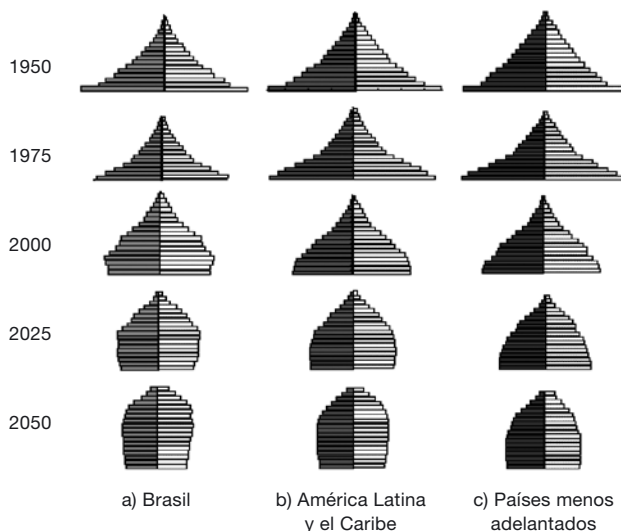 1950
1975
2000
2025
2050
a) Brasil
b) América Latina
y el Caribe
c) Países menos
adelantados